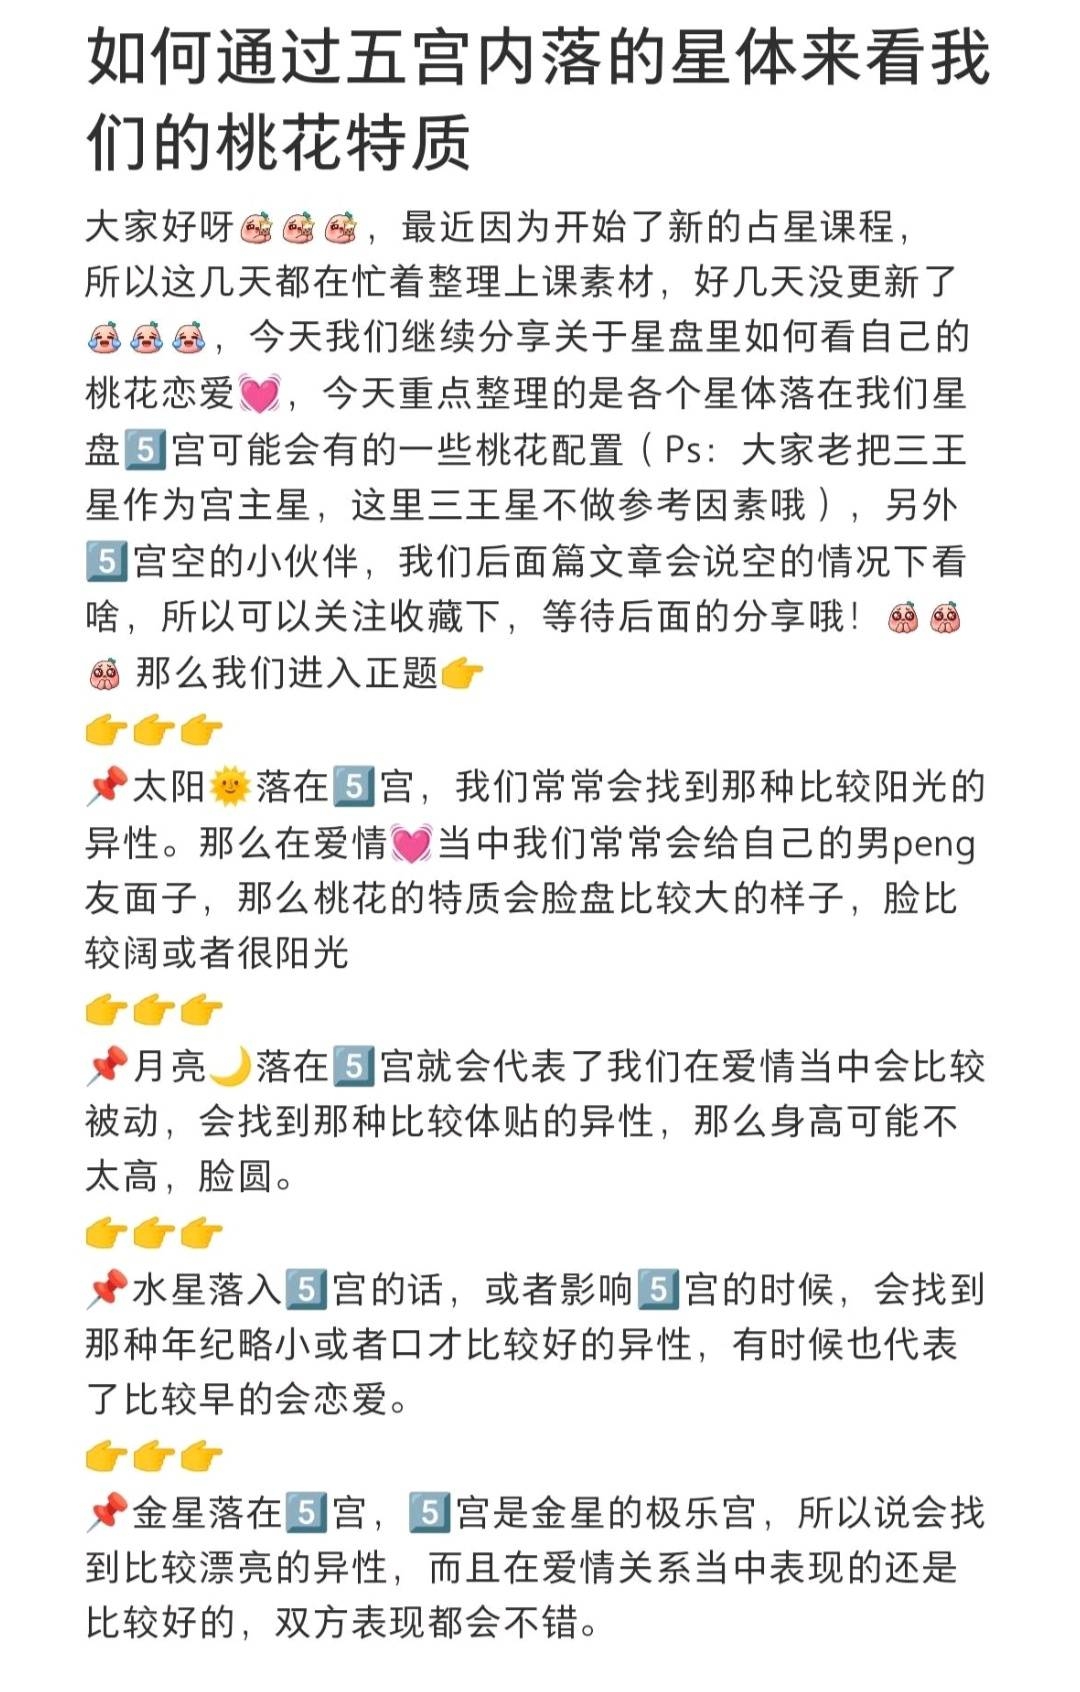 如何通过五宫内落的星体来看我
们的桃花特质
大家好呀，最近因为开始了新的占星课程，
所以这几天都在忙着整理上课素材，好几天没更新了
，今天我们继续分享关于星盘里如何看自己的
桃花恋爱💓，今天重点整理的是各个星体落在我们星
盘5️⃣宫可能会有的一些桃花配置（Ps：大家老把三王
星作为宫主星，这里三王星不做参考因素哦），另外
5️⃣宫空的小伙伴，我们后面篇文章会说空的情况下看
啥，所以可以关注收藏下，等待后面的分享哦！
那么我们进入正题👉
👉👉👉
📌太阳🌞落在5️⃣宫，我们常常会找到那种比较阳光的
异性。那么在爱情💓当中我们常常会给自己的男peng
友面子，那么桃花的特质会脸盘比较大的样子，脸比
较阔或者很阳光
👉👉👉
📌月亮🌙落在5️⃣宫就会代表了我们在爱情当中会比较
被动，会找到那种比较体贴的异性，那么身高可能不
太高，脸圆。
👉👉👉
📌水星落入5️⃣宫的话，或者影响5️⃣宫的时候，会找到
那种年纪略小或者口才比较好的异性，有时候也代表
了比较早的会恋爱。
👉👉👉
📌金星落在5️⃣宫，5️⃣宫是金星的极乐宫，所以说会找
到比较漂亮的异性，而且在爱情关系当中表现的还是
比较好的，双方表现都会不错。